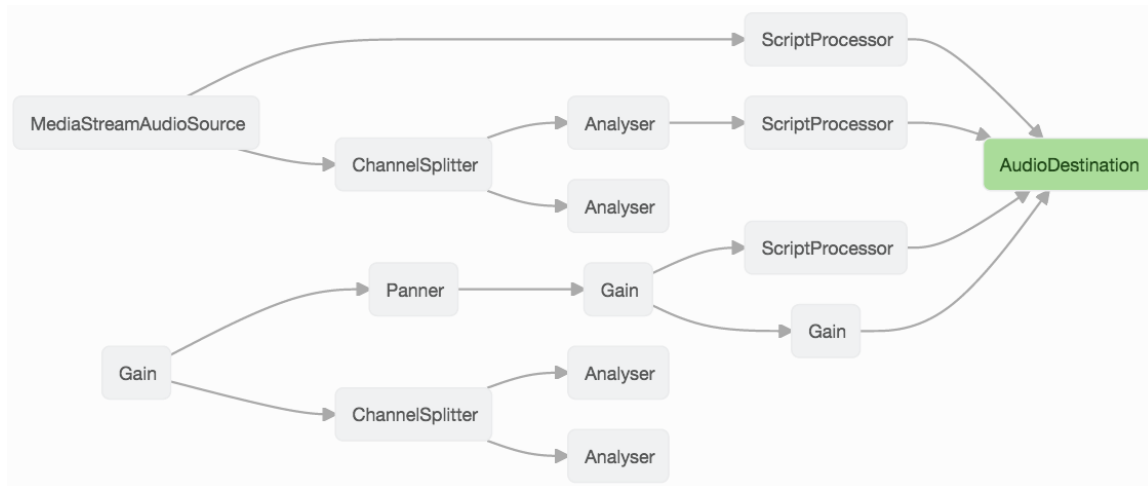 ScriptProcessor
MediaStreamAudioSource
Analyser
ScriptProcessor
ChannelSplitter
AudioDestination
Analyser
ScriptProcessor
Panner
Gain
Gain
Gain
Analyser
ChannelSplitter
Analyser